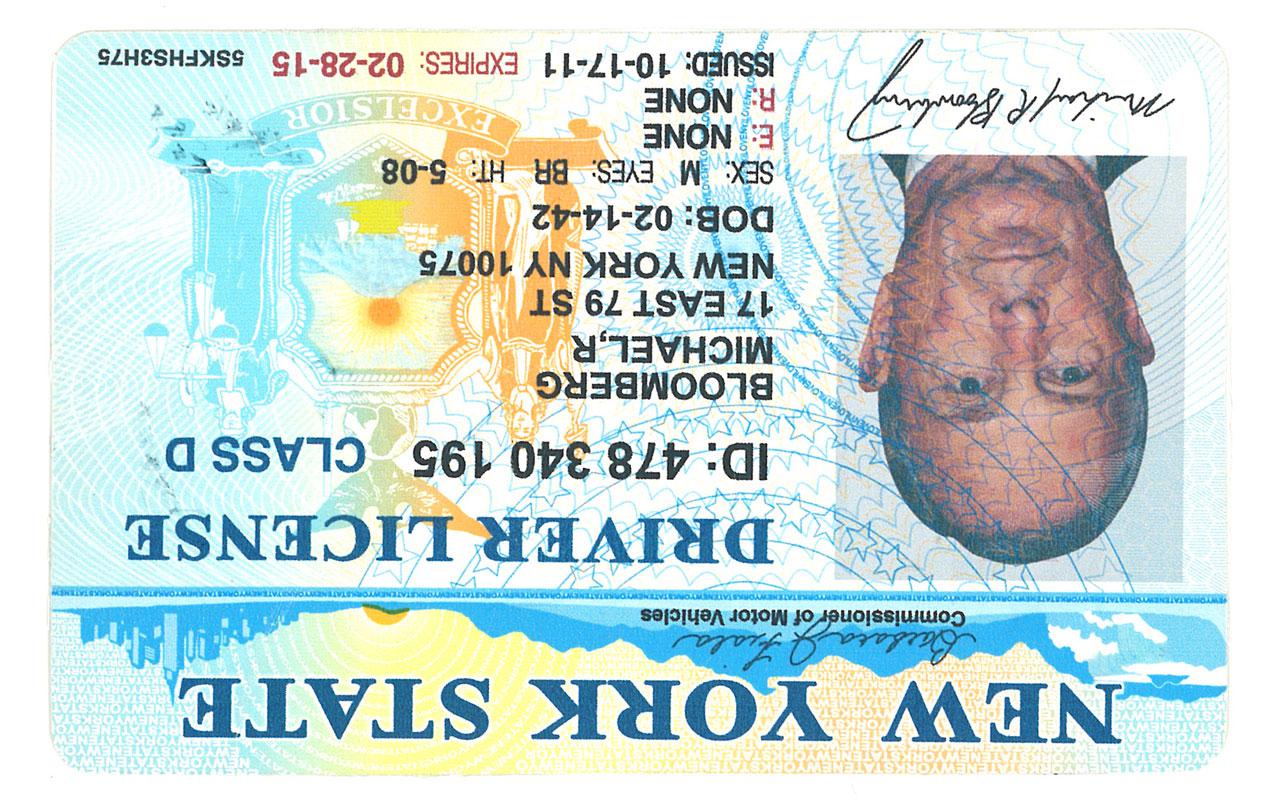 NEW YORK STATE
Barbara J. Fiala
Commissioner of Motor Vehicles
DRIVER LICENSE
ID: 478 340 195 CLASS D
BLOOMBERG
MICHAEL,R
17 EAST 79 ST
NEW YORK NY 10075
DOB: 02-14-42
SEX: M EYES: BR HT: 5-08
E: NONE
R: NONE
ISSUED: 10-17-11 EXPIRES: 02-28-15 5SKFHS3H75
EXCELSIOR
Michael R Bloomberg